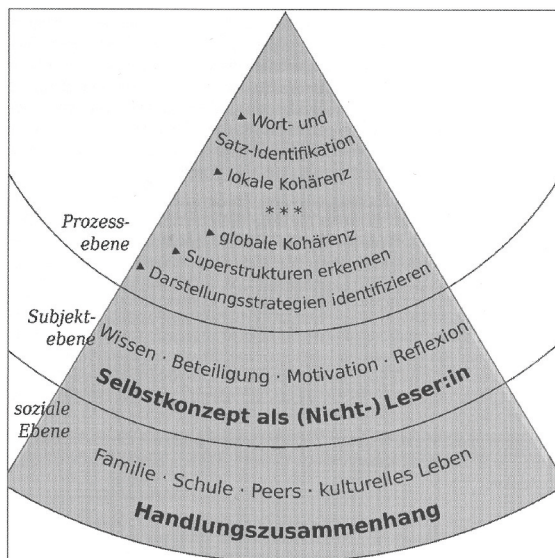 ▸ Wort- und
Satz-Identifikation
▸ lokale Kohärenz
* * *
▸ globale Kohärenz
▸ Superstrukturen erkennen
▸ Darstellungsstrategien identifizieren
Prozess-
ebene
Wissen · Beteiligung · Motivation · Reflexion
Selbstkonzept als (Nicht-) Leser:in
Subjekt-
ebene
Familie · Schule · Peers · kulturelles Leben
Handlungszusammenhang
soziale
Ebene